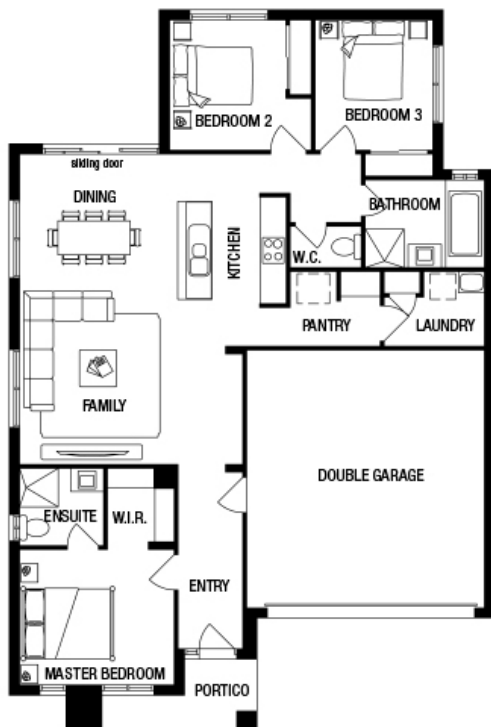 BEDROOM 2
BEDROOM 3
sliding door
DINING
BATHROOM
KITCHEN
W.C.
PANTRY
LAUNDRY
FAMILY
DOUBLE GARAGE
ENSUITE
W.I.R.
ENTRY
MASTER BEDROOM
PORTICO